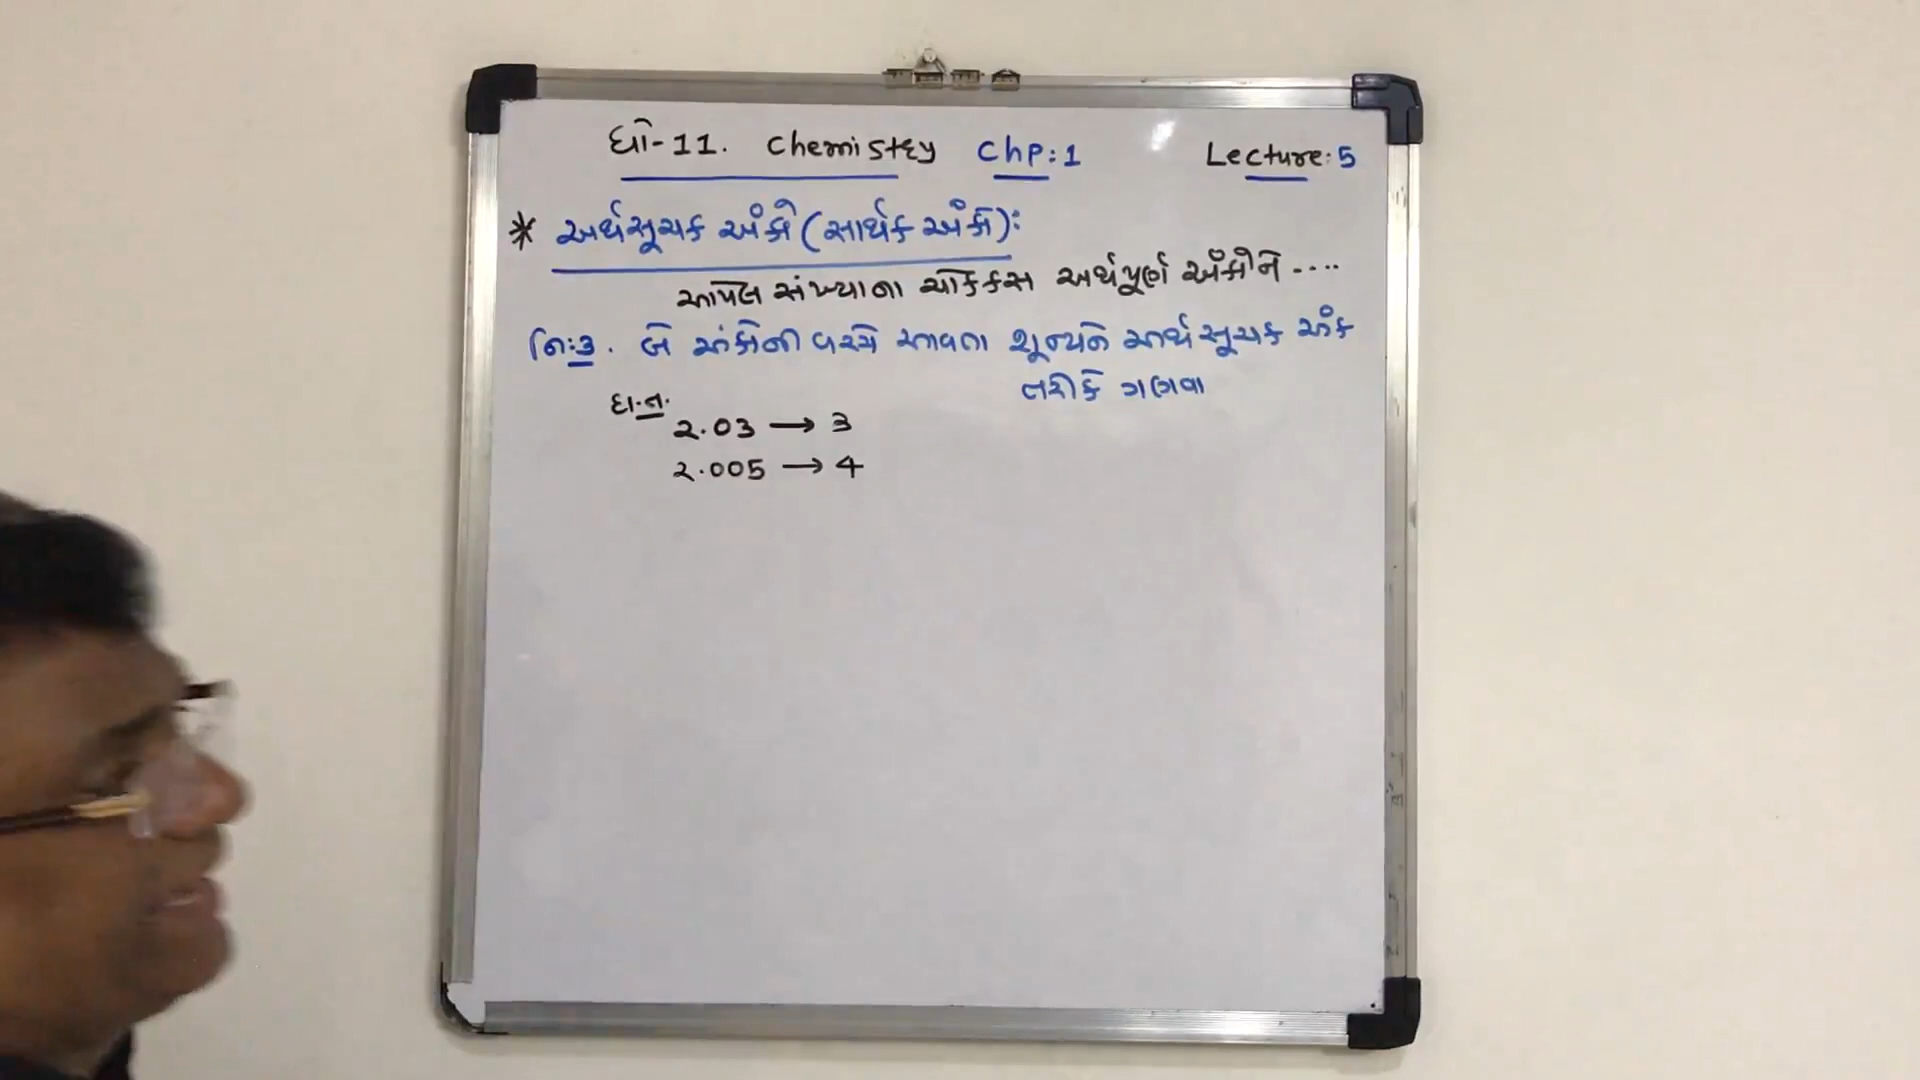 ધો-11. Chemistry Chp:1 Lecture:5
* અર્થસૂચક અંકો (સાર્થક અંકો):
આપેલ સંખ્યાના ચોકકસ અર્થપૂર્ણ અંકોને ....
નિ:3. બે અંકોની વચ્ચે આવતા શૂન્યને અર્થસૂચક અંક
તરીકે ગણવા
દા.ત.
2.03 → 3
2.005 → 4